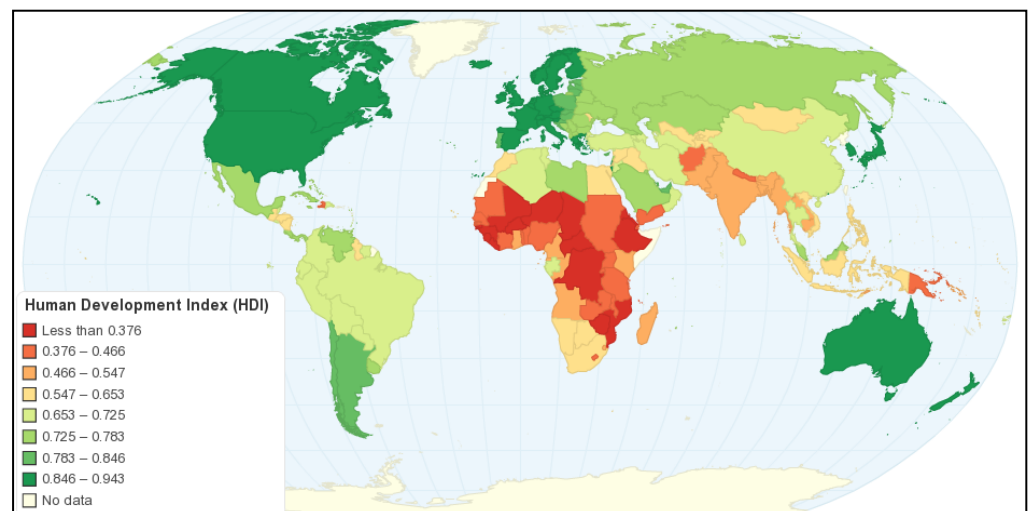 Human Development Index (HDI)
Less than 0.376
0.376 – 0.466
0.466 – 0.547
0.547 – 0.653
0.653 – 0.725
0.725 – 0.783
0.783 – 0.846
0.846 – 0.943
No data